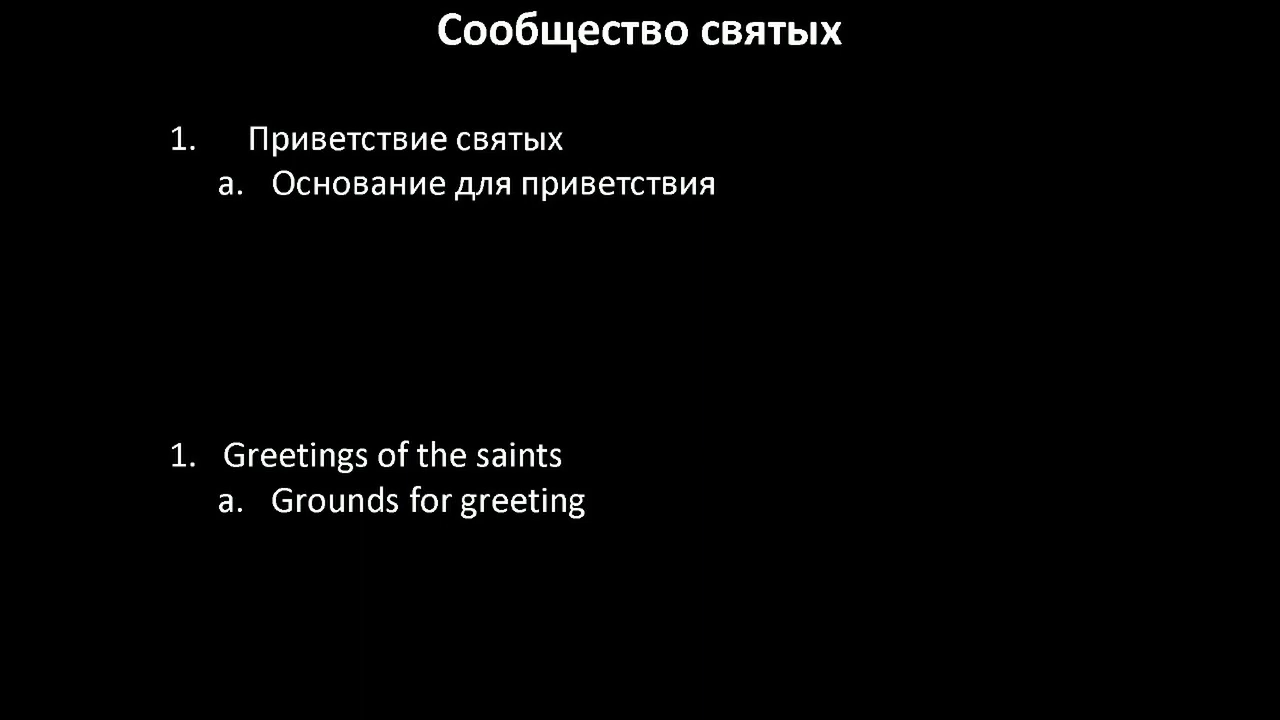 Сообщество святых
1. Приветствие святых
a. Основание для приветствия
1. Greetings of the saints
a. Grounds for greeting